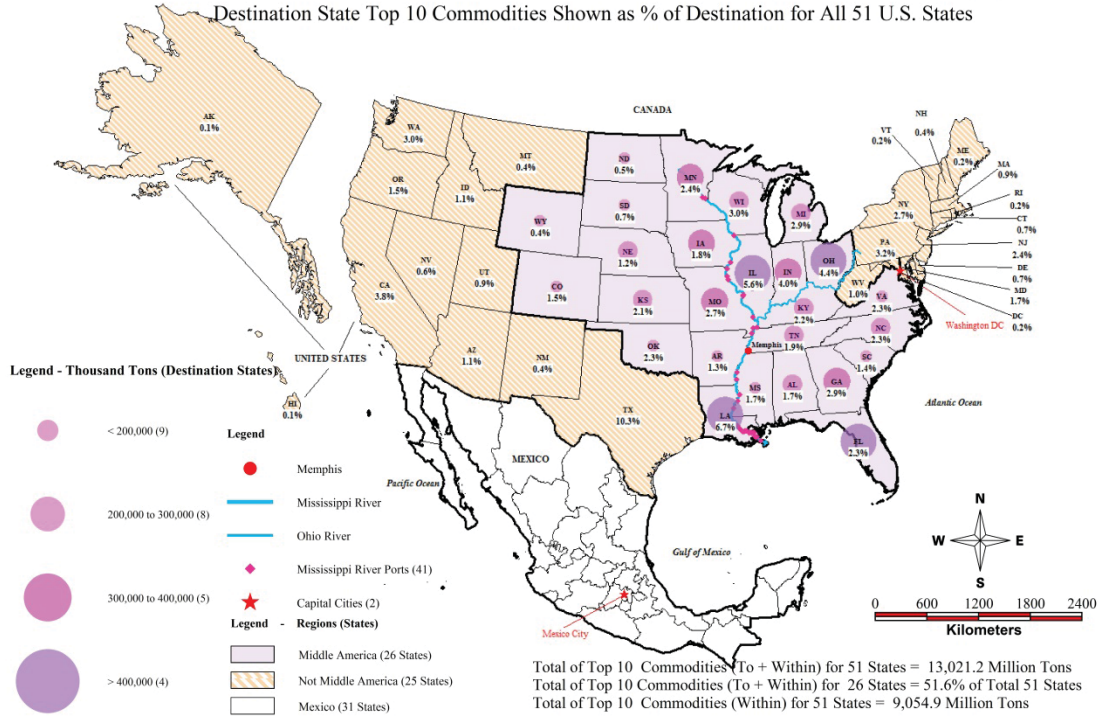 Destination State Top 10 Commodities Shown as % of Destination for All 51 U.S. States
CANADA
AK
0.1%
WA
3.0%
OR
1.5%
ID
1.1%
MT
0.4%
NV
0.6%
UT
0.9%
CA
3.8%
AZ
1.1%
NM
0.4%
TX
10.3%
HI
0.1%
UNITED STATES
ND
0.5%
SD
0.7%
WY
0.4%
NE
1.2%
CO
1.5%
KS
2.1%
OK
2.3%
MN
2.4%
WI
3.0%
MI
2.9%
IA
1.8%
IL
5.6%
IN
4.0%
OH
4.4%
MO
2.7%
KY
2.2%
TN
1.9%
Memphis
AR
1.3%
MS
1.7%
AL
1.7%
GA
2.9%
LA
6.7%
FL
2.3%
SC
1.4%
NC
2.3%
VA
2.3%
WV
1.0%
PA
3.2%
NY
2.7%
ME
0.2%
VT
0.2%
NH
0.4%
MA
0.9%
RI
0.2%
CT
0.7%
NJ
2.4%
DE
0.7%
MD
1.7%
DC
0.2%
Washington DC
Atlantic Ocean
Pacific Ocean
MEXICO
Gulf of Mexico
Mexico City
Legend - Thousand Tons (Destination States)
< 200,000 (9)
200,000 to 300,000 (8)
300,000 to 400,000 (5)
> 400,000 (4)
Legend
Memphis
Mississippi River
Ohio River
Mississippi River Ports (41)
Capital Cities (2)
Legend - Regions (States)
Middle America (26 States)
Not Middle America (25 States)
Mexico (31 States)
N
W E
S
0 600 1200 1800 2400
Kilometers
Total of Top 10 Commodities (To + Within) for 51 States = 13,021.2 Million Tons
Total of Top 10 Commodities (To + Within) for 26 States = 51.6% of Total 51 States
Total of Top 10 Commodities (Within) for 51 States = 9,054.9 Million Tons